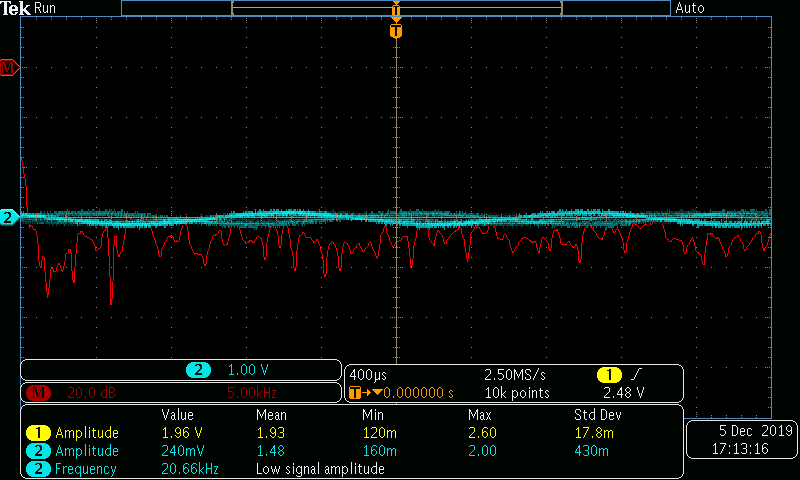 Tek Run Auto
T
M
2
2 1.00 V
M 20.0 dB 5.00kHz
400µs 2.50MS/s 1
T→▼0.000000 s 10k points 2.48 V
Value Mean Min Max Std Dev
1 Amplitude 1.96 V 1.93 120m 2.60 17.8m
2 Amplitude 240mV 1.48 160m 2.00 430m
2 Frequency 20.66kHz Low signal amplitude
5 Dec 2019
17:13:16